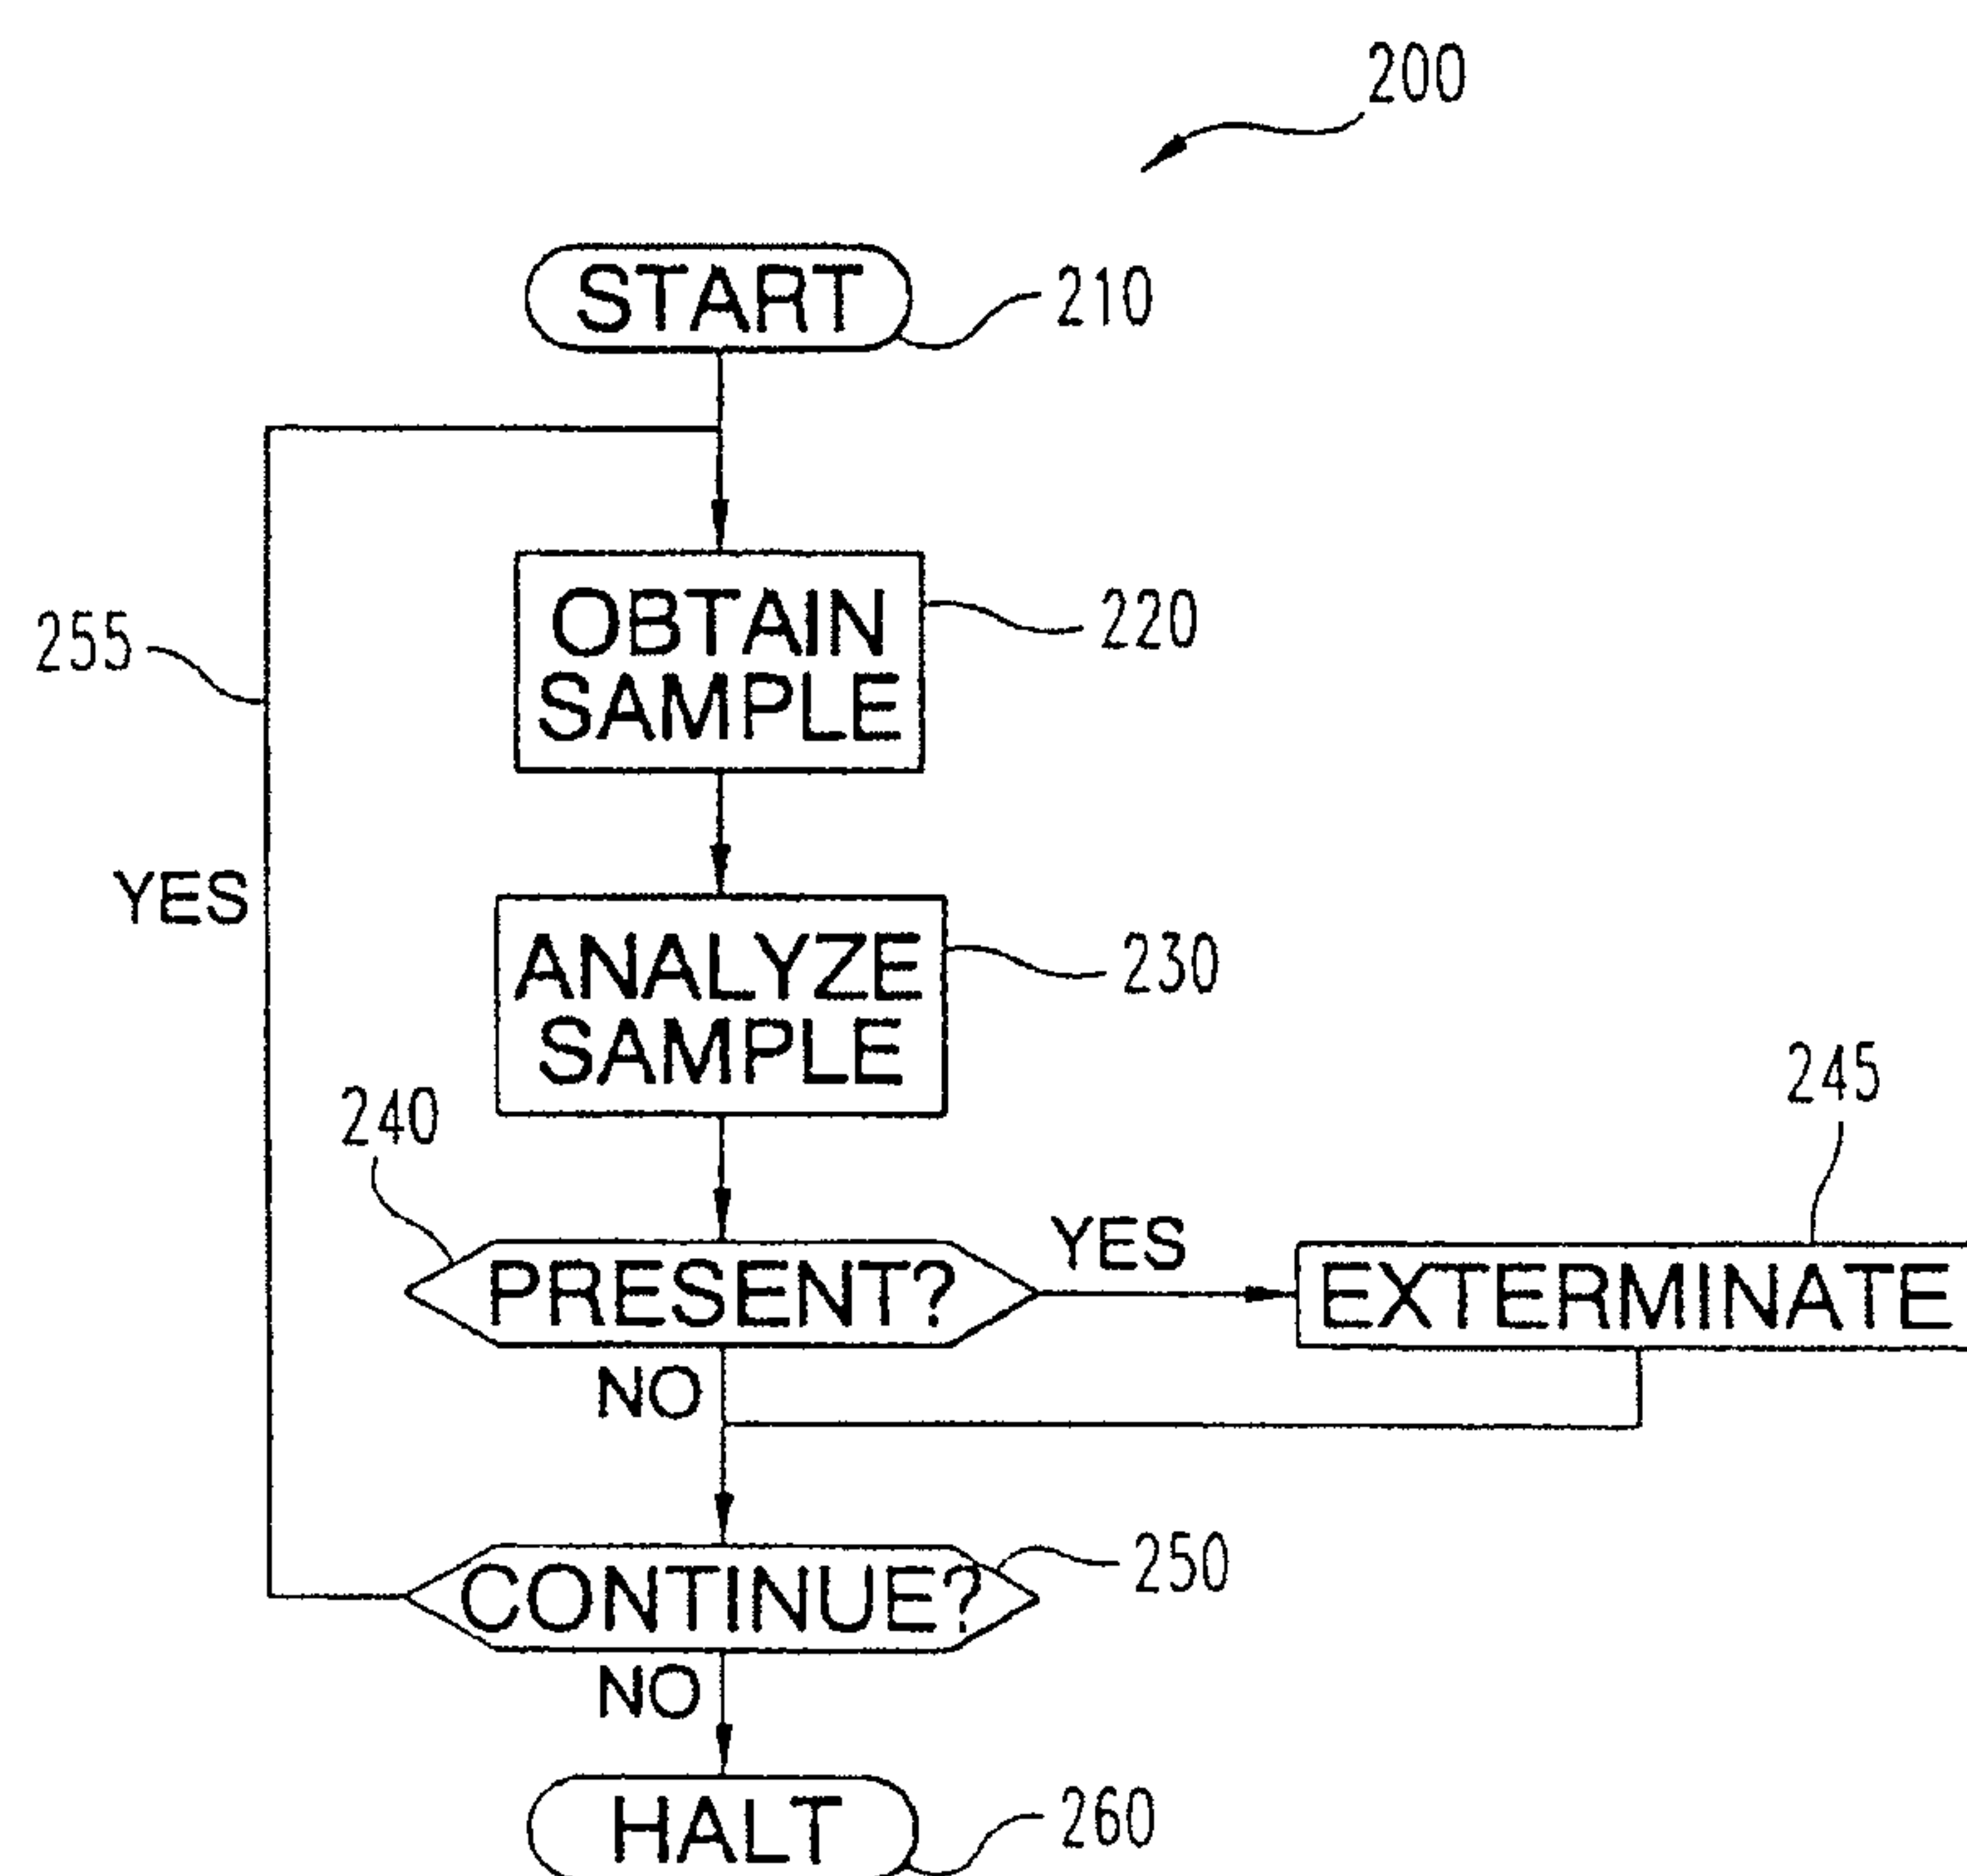 200
START
210
OBTAIN
SAMPLE
220
255
YES
ANALYZE
SAMPLE
230
240
245
PRESENT?
YES
EXTERMINATE
NO
CONTINUE?
250
NO
HALT
260